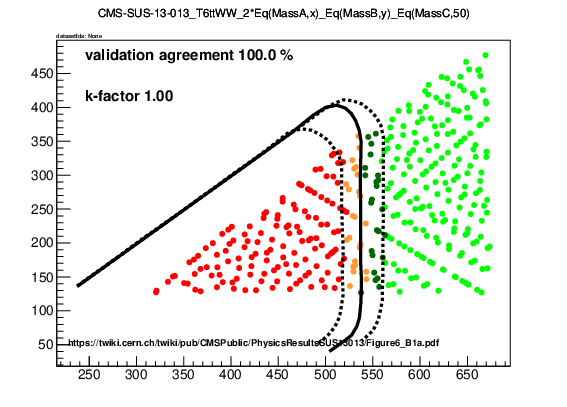 CMS-SUS-13-013_T6ttWW_2*Eq(MassA,x)_Eq(MassB,y)_Eq(MassC,50)
datasetIds: None
validation agreement 100.0 %
k-factor 1.00
450
400
350
300
250
200
150
100
50
https://twiki.cern.ch/twiki/pub/CMSPublic/PhysicsResultsSUS13013/Figure6_B1a.pdf
250 300 350 400 450 500 550 600 650